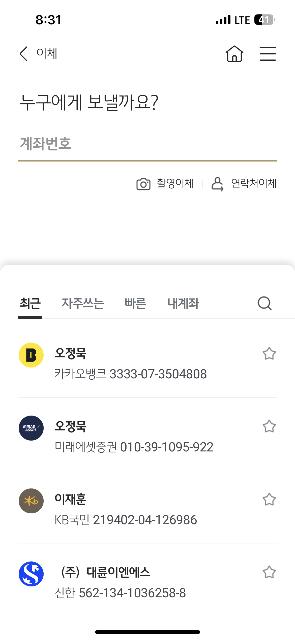 8:31
LTE 41
이체
누구에게 보낼까요?
계좌번호
촬영이체 연락처이체
최근 자주쓰는 빠른 내계좌
오정묵
카카오뱅크 3333-07-3504808
오정묵
미래에셋증권 010-39-1095-922
이재훈
KB국민 219402-04-126986
(주) 대륜이엔에스
신한 562-134-1036258-8